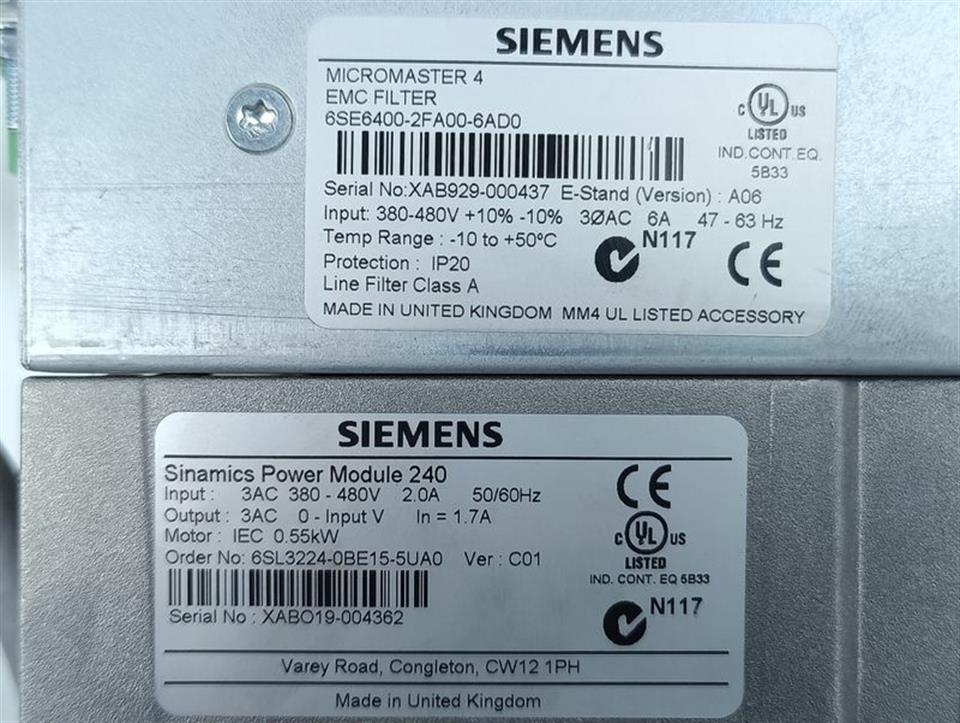 SIEMENS
MICROMASTER 4
EMC FILTER
6SE6400-2FA00-6AD0
C UL US
LISTED
IND.CONT.EQ.
5B33
Serial No:XAB929-000437 E-Stand (Version) : A06
Input: 380-480V +10% -10% 3ØAC 6A 47 - 63 Hz
Temp Range : -10 to +50ºC
N117
CE
Protection : IP20
Line Filter Class A
MADE IN UNITED KINGDOM MM4 UL LISTED ACCESSORY
SIEMENS
Sinamics Power Module 240
Input : 3AC 380 - 480V 2.0A 50/60Hz
Output : 3AC 0 - Input V In = 1.7A
Motor : IEC 0.55kW
Order No: 6SL3224-0BE15-5UA0 Ver : C01
Serial No : XABO19-004362
CE
C UL US
LISTED
IND. CONT. EQ 5B33
N117
Varey Road, Congleton, CW12 1PH
Made in United Kingdom